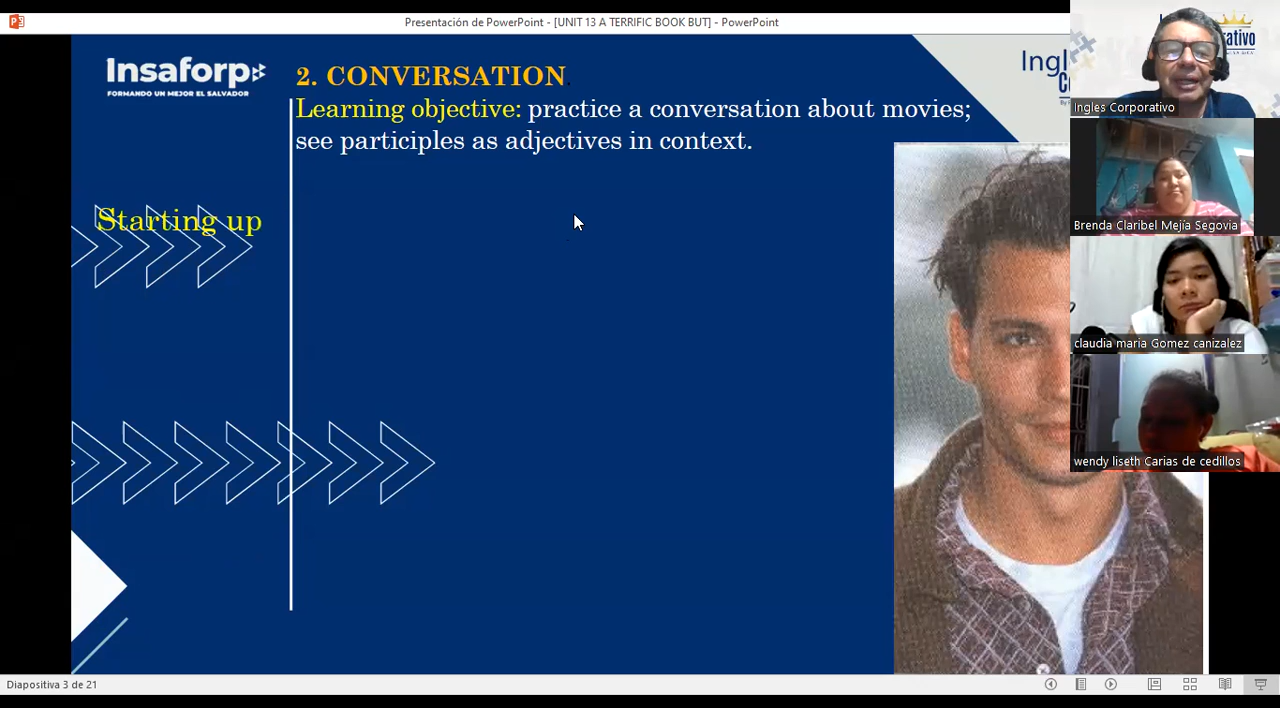 Presentación de PowerPoint - [UNIT 13 A TERRIFIC BOOK BUT] - PowerPoint
Insaforp
FORMANDO UN MEJOR EL SALVADOR
2. CONVERSATION
Learning objective: practice a conversation about movies;
see participles as adjectives in context.
Starting up
Ingles Corporativo
Brenda Claribel Mejía Segovia
claudia maria Gomez canizalez
wendy liseth Carias de cedillos
Diapositiva 3 de 21